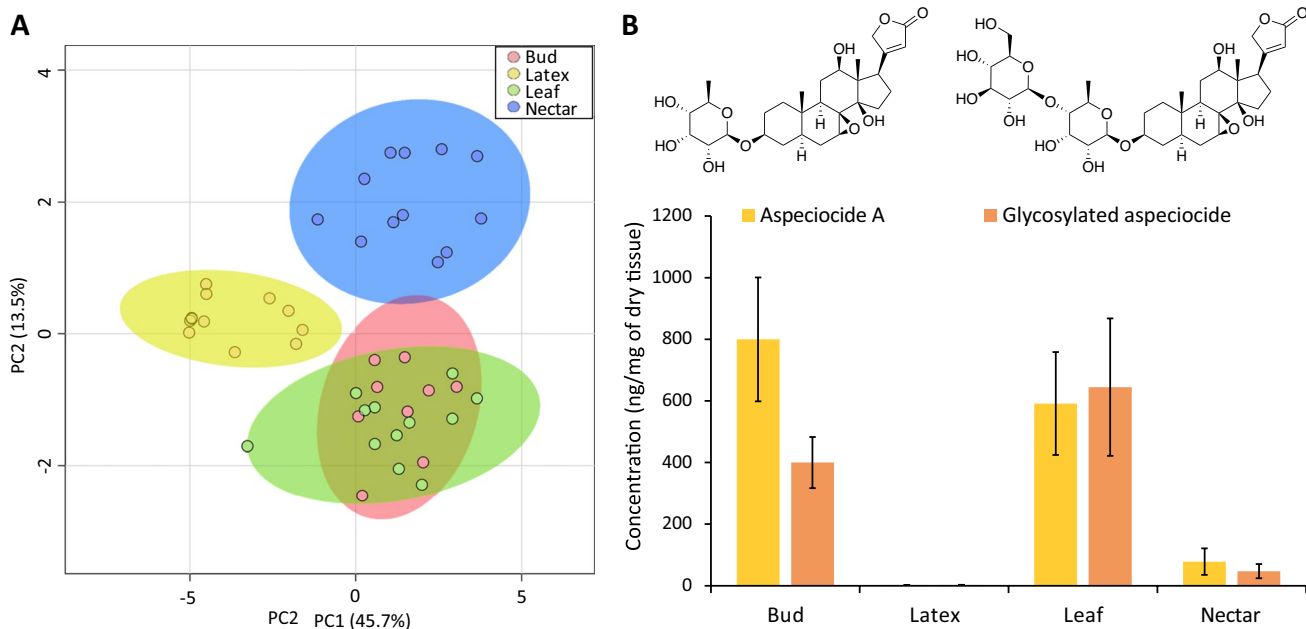 A
PC2 (13.5%)
4
2
0
-2
Bud
Latex
Leaf
Nectar
-5
0
5
PC2 PC1 (45.7%)
B
O
O
OH
HO
O
HO
OH
O
H
O
OH
H
O
O
HO
OH
HO
O
HO
O
O
OH
HO
OH
O
H
O
OH
H
Aspeciocide A
Glycosylated aspeciocide
Concentration (ng/mg of dry tissue)
1200
1000
800
600
400
200
0
Bud
Latex
Leaf
Nectar